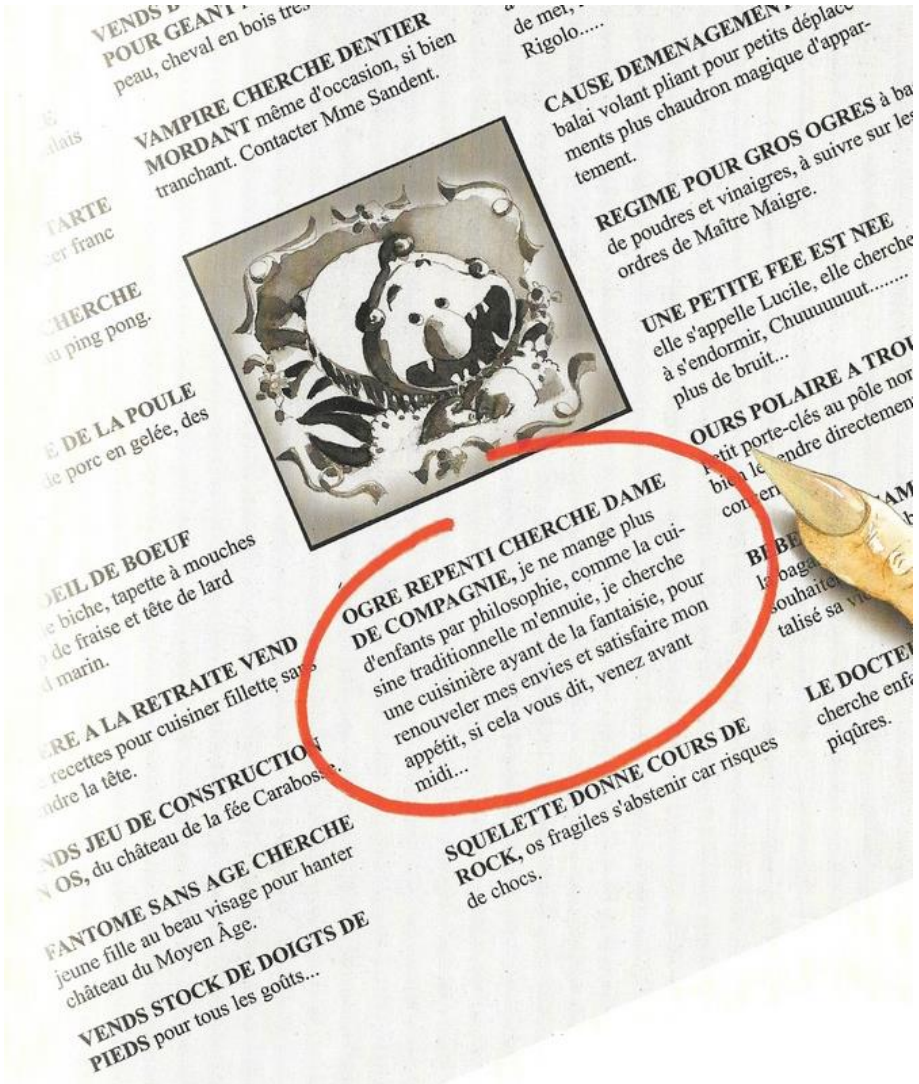 VENDS
POUR GEANT
peau, cheval en bois très
VAMPIRE CHERCHE DENTIER
MORDANT même d'occasion, si bien
tranchant. Contacter Mme Sandent.
TARTE
franc
CHERCHE
ping pong.
DE LA POULE
de porc en gelée, des
OEIL DE BOEUF
biche, tapette à mouches
de fraise et tête de lard
marin.
A LA RETRAITE VEND
recettes pour cuisiner fillette sans
la tête.
JEU DE CONSTRUCTION
OS, du château de la fée Carabosse.
FANTOME SANS AGE CHERCHE
jeune fille au beau visage pour hanter
château du Moyen Âge.
VENDS STOCK DE DOIGTS DE
PIEDS pour tous les goûts...
OGRE REPENTI CHERCHE DAME
DE COMPAGNIE, je ne mange plus
d'enfants par philosophie, comme la cui-
sine traditionnelle m'ennuie, je cherche
une cuisinière ayant de la fantaisie, pour
renouveler mes envies et satisfaire mon
appétit, si cela vous dit, venez avant
midi...
SQUELETTE DONNE COURS DE
ROCK, os fragiles s'abstenir car risques
de chocs.
de met,
Rigolo.....
CAUSE DEMENAGEMENT
balai volant pliant pour petits déplace-
ments plus chaudron magique d'appar-
tement.
REGIME POUR GROS OGRES à
de poudres et vinaigres, à suivre sur les
ordres de Maître Maigre.
UNE PETITE FEE EST NEE
elle s'appelle Lucile, elle cherche
à s'endormir, Chuuuuuuut........
plus de bruit...
OURS POLAIRE A
petit porte-clés au pôle
bien le
LE
cherche
piqûres.